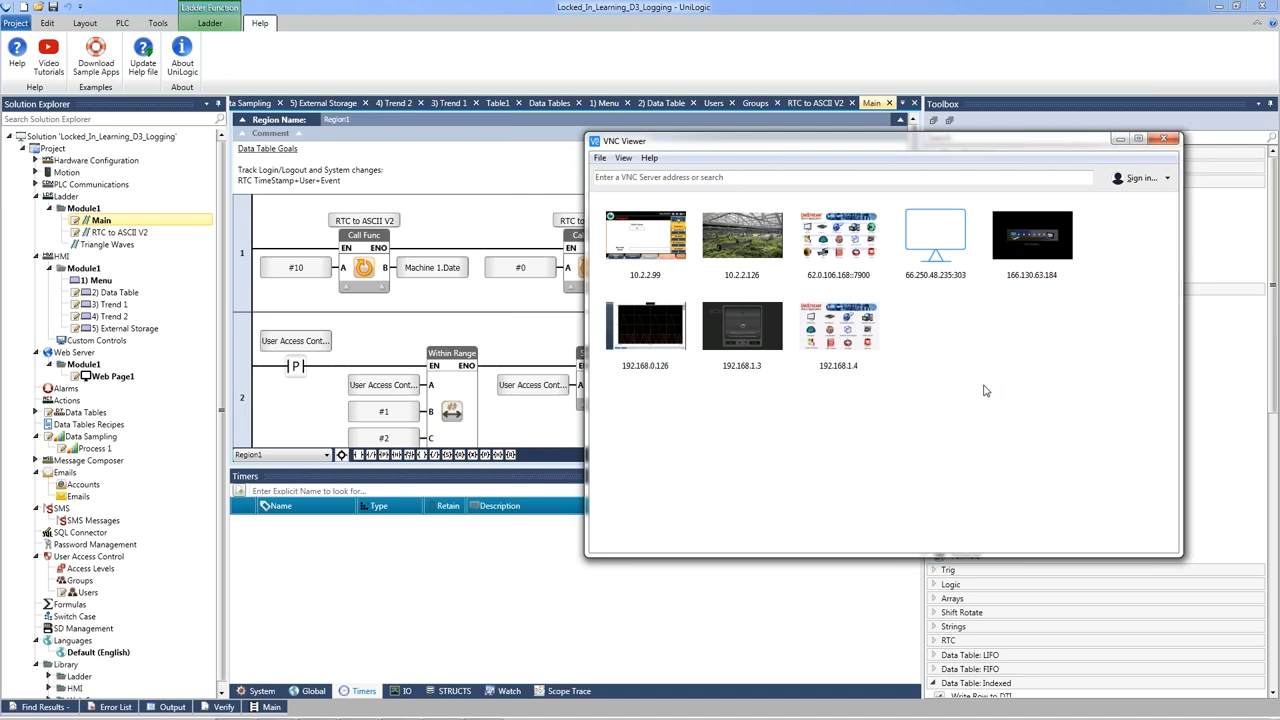 Ladder Function
Locked_In_Learning_D3_Logging - UniLogic
Project
Edit
Layout
PLC
Tools
Ladder
Help
Help
Video Tutorials
Download Sample Apps
Update Help file
About UniLogic
Help
Examples
About
Solution Explorer
Search Solution Explorer
Solution 'Locked_In_Learning_D3_Logging'
Project
Hardware Configuration
Motion
PLC Communications
Ladder
Module1
Main
RTC to ASCII V2
Triangle Waves
HMI
Module1
1) Menu
2) Data Table
3) Trend 1
4) Trend 2
5) External Storage
Custom Controls
Web Server
Module1
Web Page1
Alarms
Actions
Data Tables
Data Tables Recipes
Data Sampling
Process 1
Message Composer
Emails
Accounts
Emails
SMS
SMS Messages
SQL Connector
Password Management
User Access Control
Access Levels
Groups
Users
Formulas
Switch Case
SD Management
Languages
Default (English)
Library
Ladder
HMI
ta Sampling
5) External Storage
4) Trend 2
3) Trend 1
Table1
Data Tables
1) Menu
2) Data Table
Users
Groups
RTC to ASCII V2
Main
Region Name:
Region1
Comment
Data Table Goals
Track Login/Logout and System changes:
RTC TimeStamp+User+Event
1
RTC to ASCII V2
Call Func
EN ENO
#10 A B Machine 1.Date
RTC to
Cal
EN
#0 A
2
User Access Cont...
P
Within Range
EN ENO
User Access Cont... A
#1 B
#2 C
S
EN
User Access Cont... A
Region1
Timers
Enter Explicit Name to look for...
Name
Type
Retain
Description
System
Global
Timers
IO
STRUCTS
Watch
Scope Trace
VNC Viewer
File View Help
Enter a VNC Server address or search
Sign in...
10.2.2.99
10.2.2.126
62.0.106.168::7900
66.250.48.235:303
166.130.63.184
192.168.0.126
192.168.1.3
192.168.1.4
Toolbox
Trig
Logic
Arrays
Shift Rotate
Strings
RTC
Data Table: LIFO
Data Table: FIFO
Data Table: Indexed
Write Row to DTI
Find Results
Error List
Output
Verify
Main